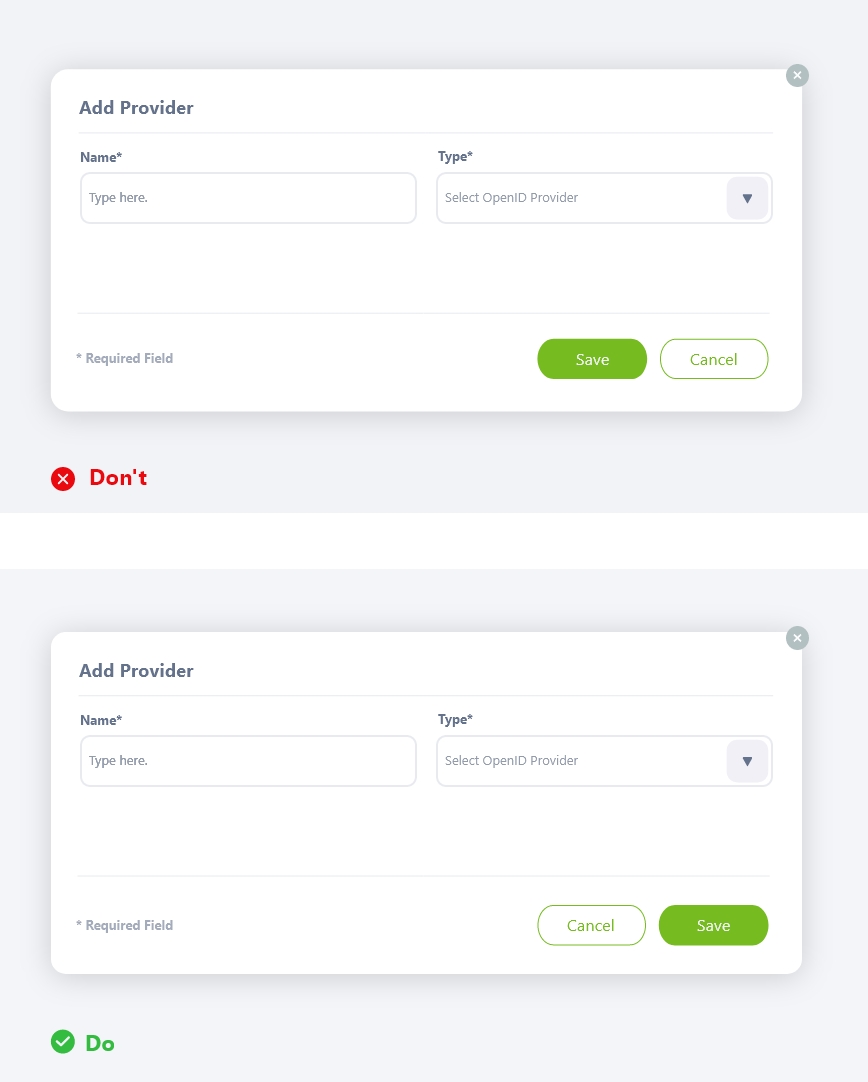 Add Provider
Name* Type*
Type here. Select OpenID Provider
* Required Field Save Cancel
Don't
Add Provider
Name* Type*
Type here. Select OpenID Provider
* Required Field Cancel Save
Do